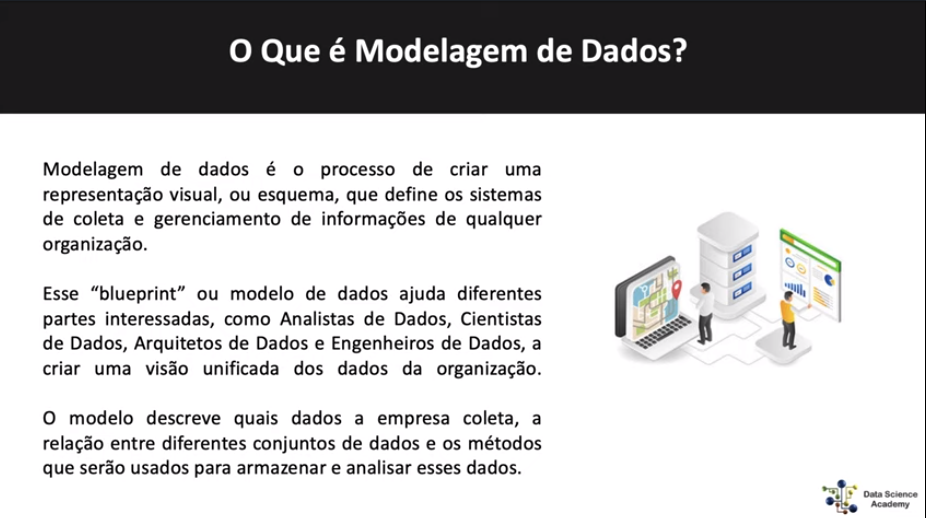 O Que é Modelagem de Dados?
Modelagem de dados é o processo de criar uma
representação visual, ou esquema, que define os sistemas
de coleta e gerenciamento de informações de qualquer
organização.
Esse “blueprint” ou modelo de dados ajuda diferentes
partes interessadas, como Analistas de Dados, Cientistas
de Dados, Arquitetos de Dados e Engenheiros de Dados, a
criar uma visão unificada dos dados da organização.
O modelo descreve quais dados a empresa coleta, a
relação entre diferentes conjuntos de dados e os métodos
que serão usados para armazenar e analisar esses dados.
Data Science
Academy